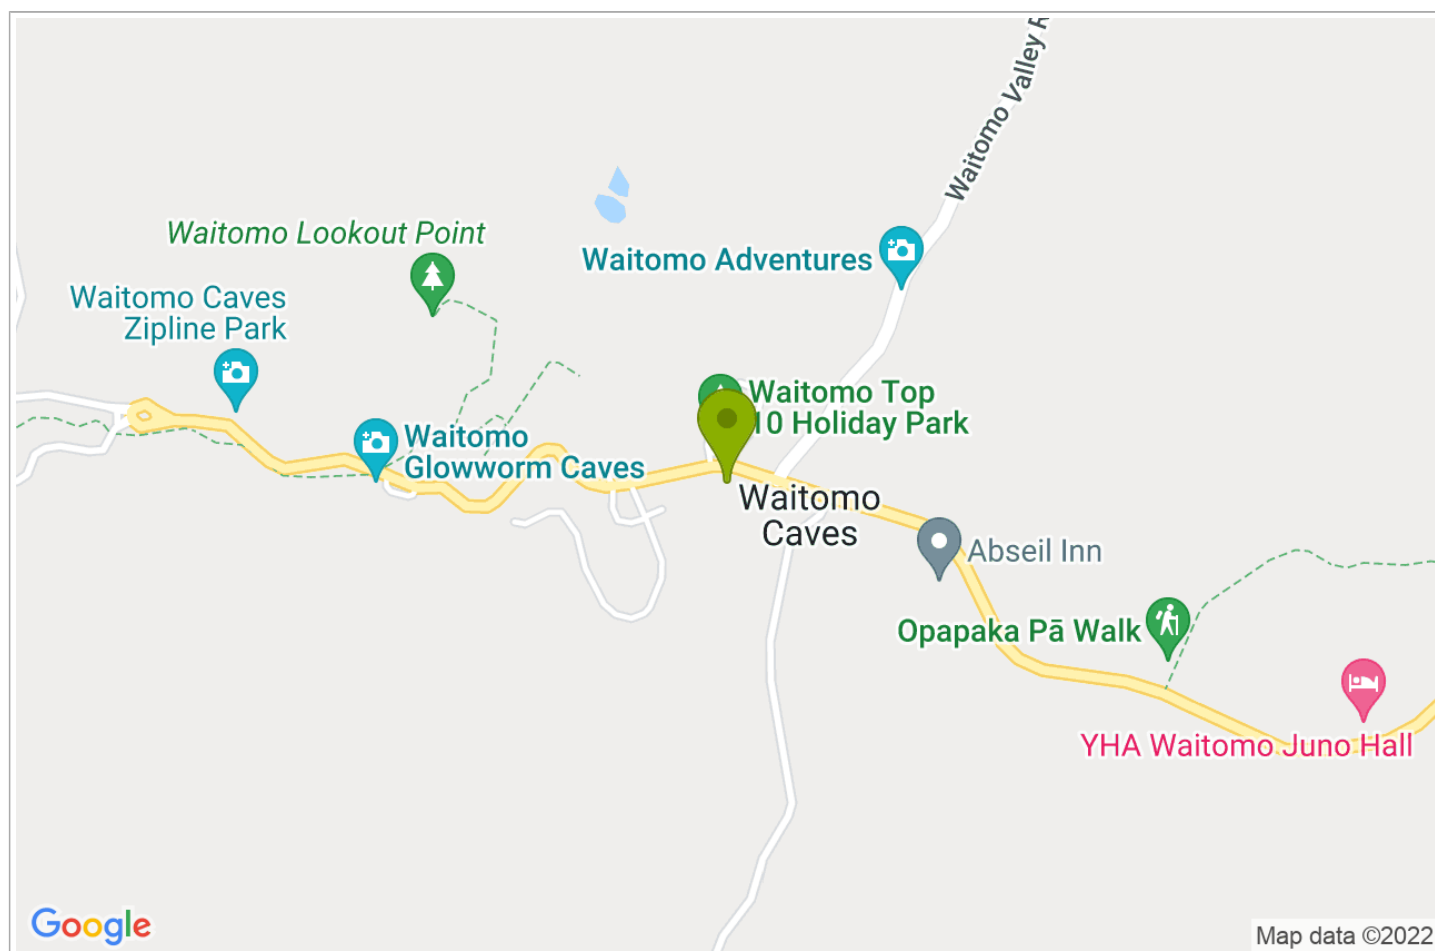 Waitomo Valley R
Waitomo Lookout Point
Waitomo Adventures
Waitomo Caves
Zipline Park
Waitomo Top
10 Holiday Park
Waitomo
Glowworm Caves
Waitomo
Caves
Abseil Inn
Opapaka Pā Walk
YHA Waitomo Juno Hall
Google
Map data ©2022